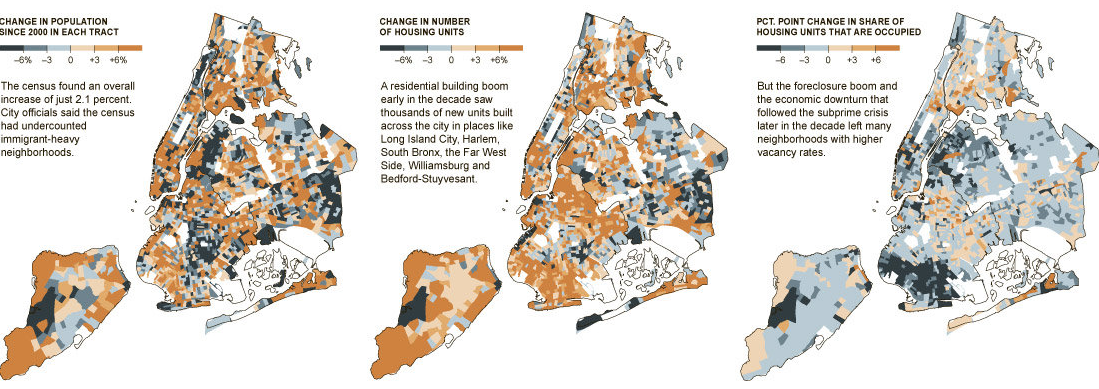 CHANGE IN POPULATION
SINCE 2000 IN EACH TRACT
–6% –3 0 +3 +6%
The census found an overall
increase of just 2.1 percent.
City officials said the census
had undercounted
immigrant-heavy
neighborhoods.
CHANGE IN NUMBER
OF HOUSING UNITS
–6% –3 0 +3 +6%
A residential building boom
early in the decade saw
thousands of new units built
across the city in places like
Long Island City, Harlem,
South Bronx, the Far West
Side, Williamsburg and
Bedford-Stuyvesant.
PCT. POINT CHANGE IN SHARE OF
HOUSING UNITS THAT ARE OCCUPIED
–6 –3 0 +3 +6
But the foreclosure boom and
the economic downturn that
followed the subprime crisis
later in the decade left many
neighborhoods with higher
vacancy rates.